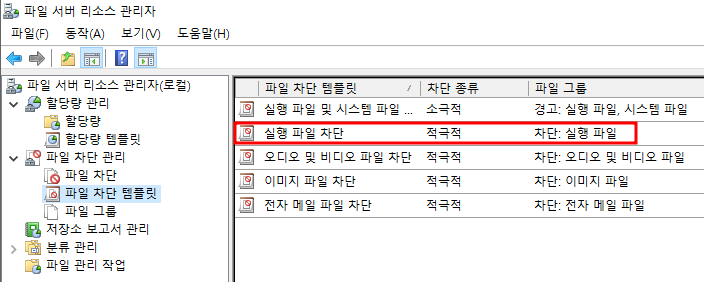 파일 서버 리소스 관리자
파일(F) 동작(A) 보기(V) 도움말(H)
파일 서버 리소스 관리자(로컬)
할당량 관리
할당량
할당량 템플릿
파일 차단 관리
파일 차단
파일 차단 템플릿
파일 그룹
저장소 보고서 관리
분류 관리
파일 관리 작업
파일 차단 템플릿 차단 종류 파일 그룹
실행 파일 및 시스템 파일 ... 소극적 경고: 실행 파일, 시스템 파일
실행 파일 차단 적극적 차단: 실행 파일
오디오 및 비디오 파일 차단 적극적 차단: 오디오 및 비디오 파일
이미지 파일 차단 적극적 차단: 이미지 파일
전자 메일 파일 차단 적극적 차단: 전자 메일 파일